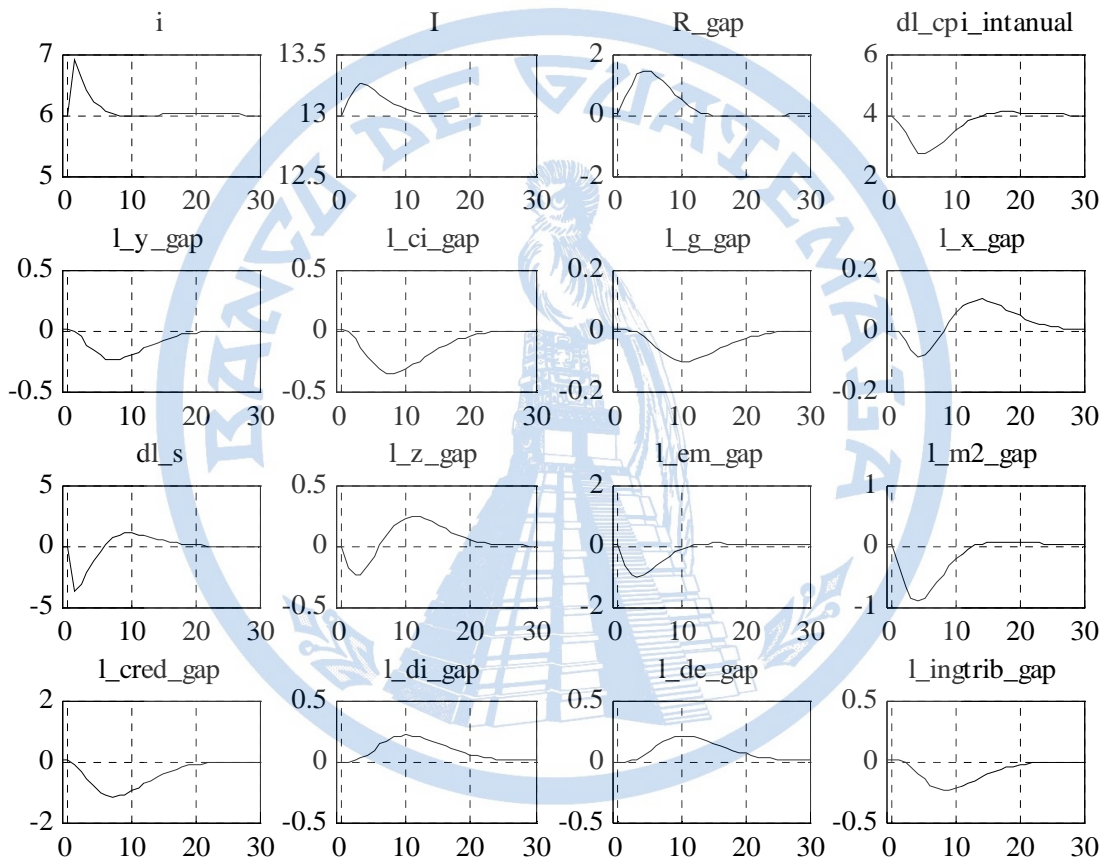 i I R_gap dl_cpi_intanual
7 13.5 2 6
6 13 0 4
5 12.5 -2 2
0 10 20 30 0 10 20 30 0 10 20 30 0 10 20 30
l_y_gap l_ci_gap l_g_gap l_x_gap
0.5 0.5 0.2 0.2
0 0 0 0
-0.5 -0.5 -0.2 -0.2
0 10 20 30 0 10 20 30 0 10 20 30 0 10 20 30
dl_s l_z_gap l_em_gap l_m2_gap
5 0.5 2 1
0 0 0 0
-5 -0.5 -2 -1
0 10 20 30 0 10 20 30 0 10 20 30 0 10 20 30
l_cred_gap l_di_gap l_de_gap l_ingtrib_gap
2 0.5 0.5 0.5
0 0 0 0
-2 -0.5 -0.5 -0.5
0 10 20 30 0 10 20 30 0 10 20 30 0 10 20 30
BANCO DE GUATEMALA